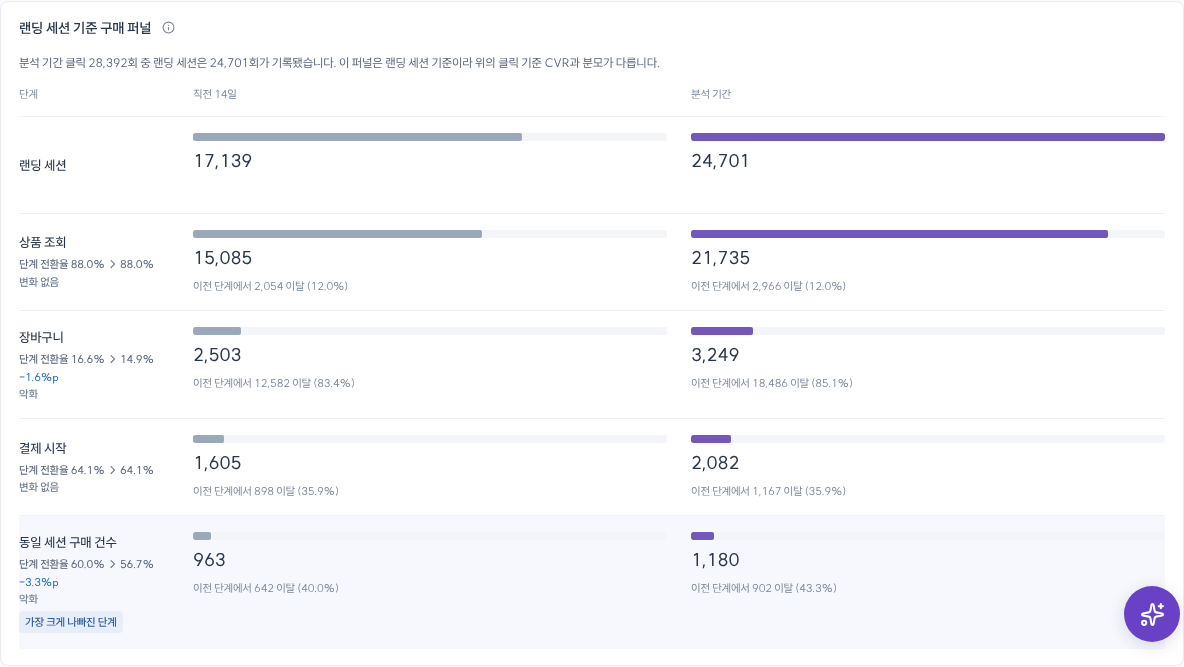 랜딩 세션 기준 구매 퍼널
분석 기간 클릭 28,392회 중 랜딩 세션은 24,701회가 기록됐습니다. 이 퍼널은 랜딩 세션 기준이라 위의 클릭 기준 CVR과 분모가 다릅니다.
단계 직전 14일 분석 기간
랜딩 세션
17,139
24,701
상품 조회
단계 전환율 88.0% > 88.0%
변화 없음
15,085
이전 단계에서 2,054 이탈 (12.0%)
21,735
이전 단계에서 2,966 이탈 (12.0%)
장바구니
단계 전환율 16.6% > 14.9%
-1.6%p
악화
2,503
이전 단계에서 12,582 이탈 (83.4%)
3,249
이전 단계에서 18,486 이탈 (85.1%)
결제 시작
단계 전환율 64.1% > 64.1%
변화 없음
1,605
이전 단계에서 898 이탈 (35.9%)
2,082
이전 단계에서 1,167 이탈 (35.9%)
동일 세션 구매 건수
단계 전환율 60.0% > 56.7%
-3.3%p
악화
가장 크게 나빠진 단계
963
이전 단계에서 642 이탈 (40.0%)
1,180
이전 단계에서 902 이탈 (43.3%)